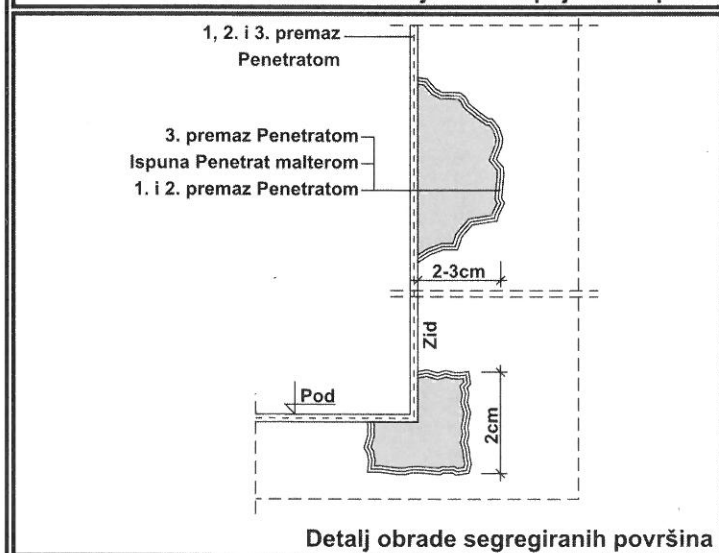 1, 2. i 3. premaz
Penetratom
3. premaz Penetratom
Ispuna Penetrat malterom
1. i 2. premaz Penetratom
2-3cm
Zid
Pod
2cm
Detalj obrade segregiranih površina